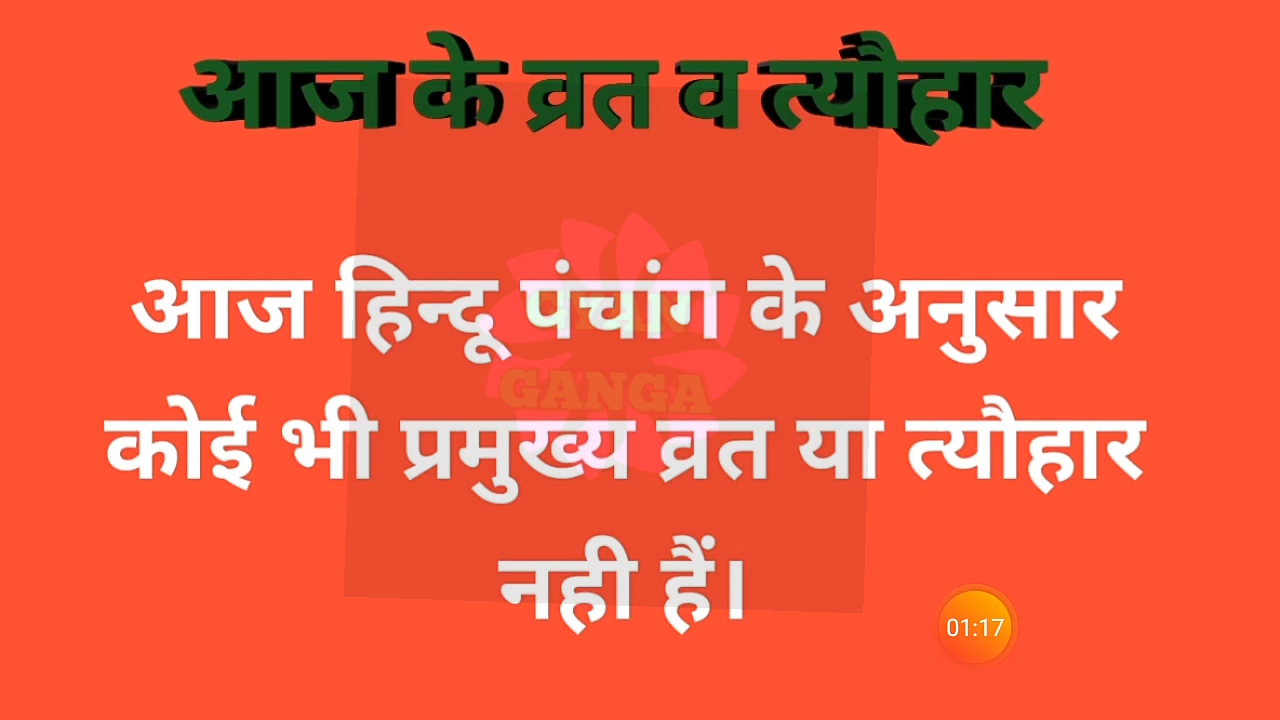 आज के व्रत व त्यौहार
आज हिन्दू पंचांग के अनुसार
GANGA
कोई भी प्रमुख्य व्रत या त्यौहार
नही हैं।
01:17